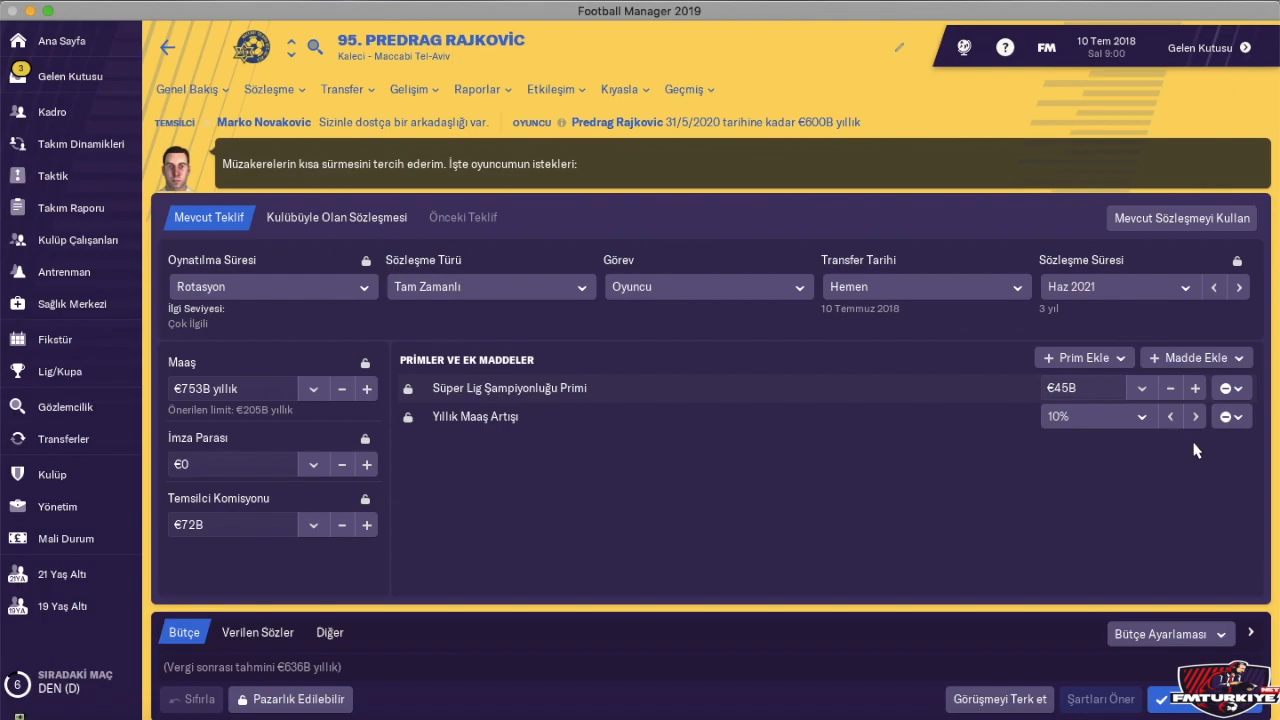 Football Manager 2019
Ana Sayfa
3
Gelen Kutusu
Kadro
Takım Dinamikleri
Taktik
Takım Raporu
Kulüp Çalışanları
Antrenman
Sağlık Merkezi
Fikstür
Lig/Kupa
Gözlemcilik
Transferler
Kulüp
Yönetim
Mali Durum
21YA 21 Yaş Altı
19YA 19 Yaş Altı
6 SIRADAKİ MAÇ
DEN (D)
95. PREDRAG RAJKOVİC
Kaleci - Maccabi Tel-Aviv
? FM 10 Tem 2018 Gelen Kutusu
Sal 9:00
Genel Bakış Sözleşme Transfer Gelişim Raporlar Etkileşim Kıyasla Geçmiş
TEMSİLCİ Marko Novakovic Sizinle dostça bir arkadaşlığı var. OYUNCU Predrag Rajkovic 31/5/2020 tarihine kadar €600B yıllık
Müzakerelerin kısa sürmesini tercih ederim. İşte oyuncumun istekleri:
Mevcut Teklif Kulübüyle Olan Sözleşmesi Önceki Teklif Mevcut Sözleşmeyi Kullan
Oynatılma Süresi Sözleşme Türü Görev Transfer Tarihi Sözleşme Süresi
Rotasyon Tam Zamanlı Oyuncu Hemen Haz 2021
İlgi Seviyesi: 10 Temmuz 2018 3 yıl
Çok İlgili
Maaş
€753B yıllık
Önerilen limit: €205B yıllık
İmza Parası
€0
Temsilci Komisyonu
€72B
PRİMLER VE EK MADDELER + Prim Ekle + Madde Ekle
Süper Lig Şampiyonluğu Primi €45B
Yıllık Maaş Artışı 10%
Bütçe Verilen Sözler Diğer Bütçe Ayarlaması
(Vergi sonrası tahmini €636B yıllık)
Sıfırla Pazarlık Edilebilir Görüşmeyi Terk et Şartları Öner
FMTURKIYE.NET